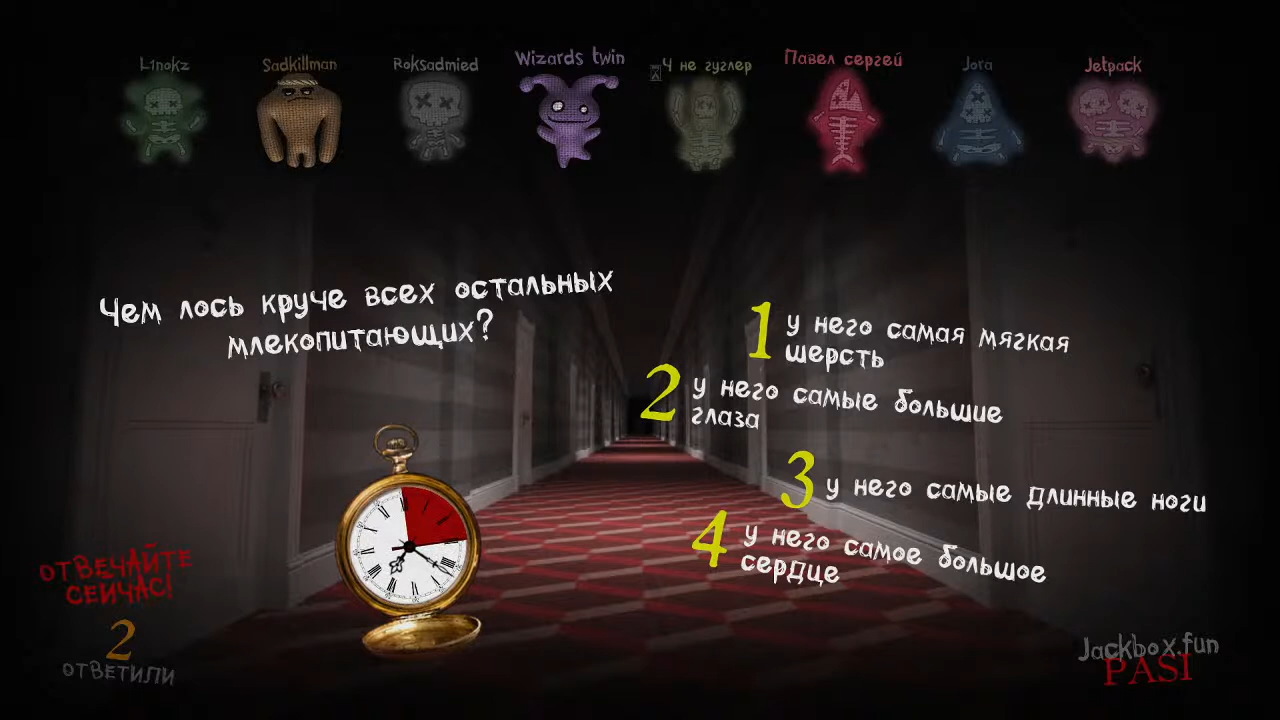 L1nokz
Sadkillman
Roksadmied
Wizards twin
Ч не гуглер
Павел сергей
Jora
Jetpack
Чем лось круче всех остальных
млекопитающих?
1 у него самая мягкая
шерсть
2 у него самые большие
глаза
3 у него самые длинные ноги
4 у него самое большое
сердце
ОТВЕЧАЙТЕ
СЕЙЧАС!
2
ОТВЕТИЛИ
Jackbox.fun
PASI